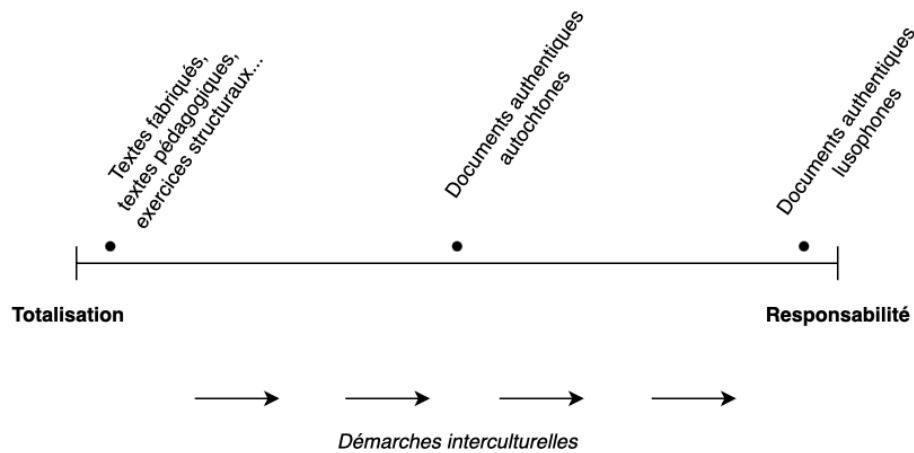 Textes fabriqués,
textes pédagogiques,
exercices structuraux...
Documents authentiques
autochtones
Documents authentiques
lusophones
Totalisation
Responsabilité
Démarches interculturelles